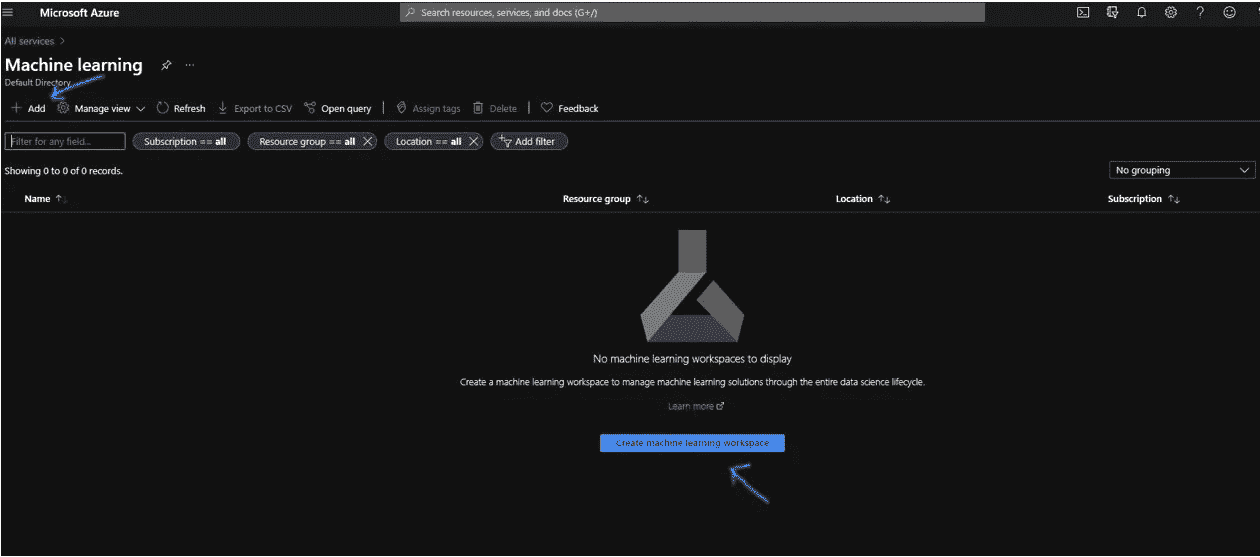 Microsoft Azure
Search resources, services, and docs (G+/)
All services >
Machine learning
...
Default Directory
+ Add Manage view Refresh Export to CSV Open query | Assign tags Delete | Feedback
Filter for any field... Subscription == all Resource group == all Location == all Add filter
Showing 0 to 0 of 0 records.
No grouping
Name ↑↓ Resource group ↑↓ Location ↑↓ Subscription ↑↓
No machine learning workspaces to display
Create a machine learning workspace to manage machine learning solutions through the entire data science lifecycle.
Learn more
Create machine learning workspace